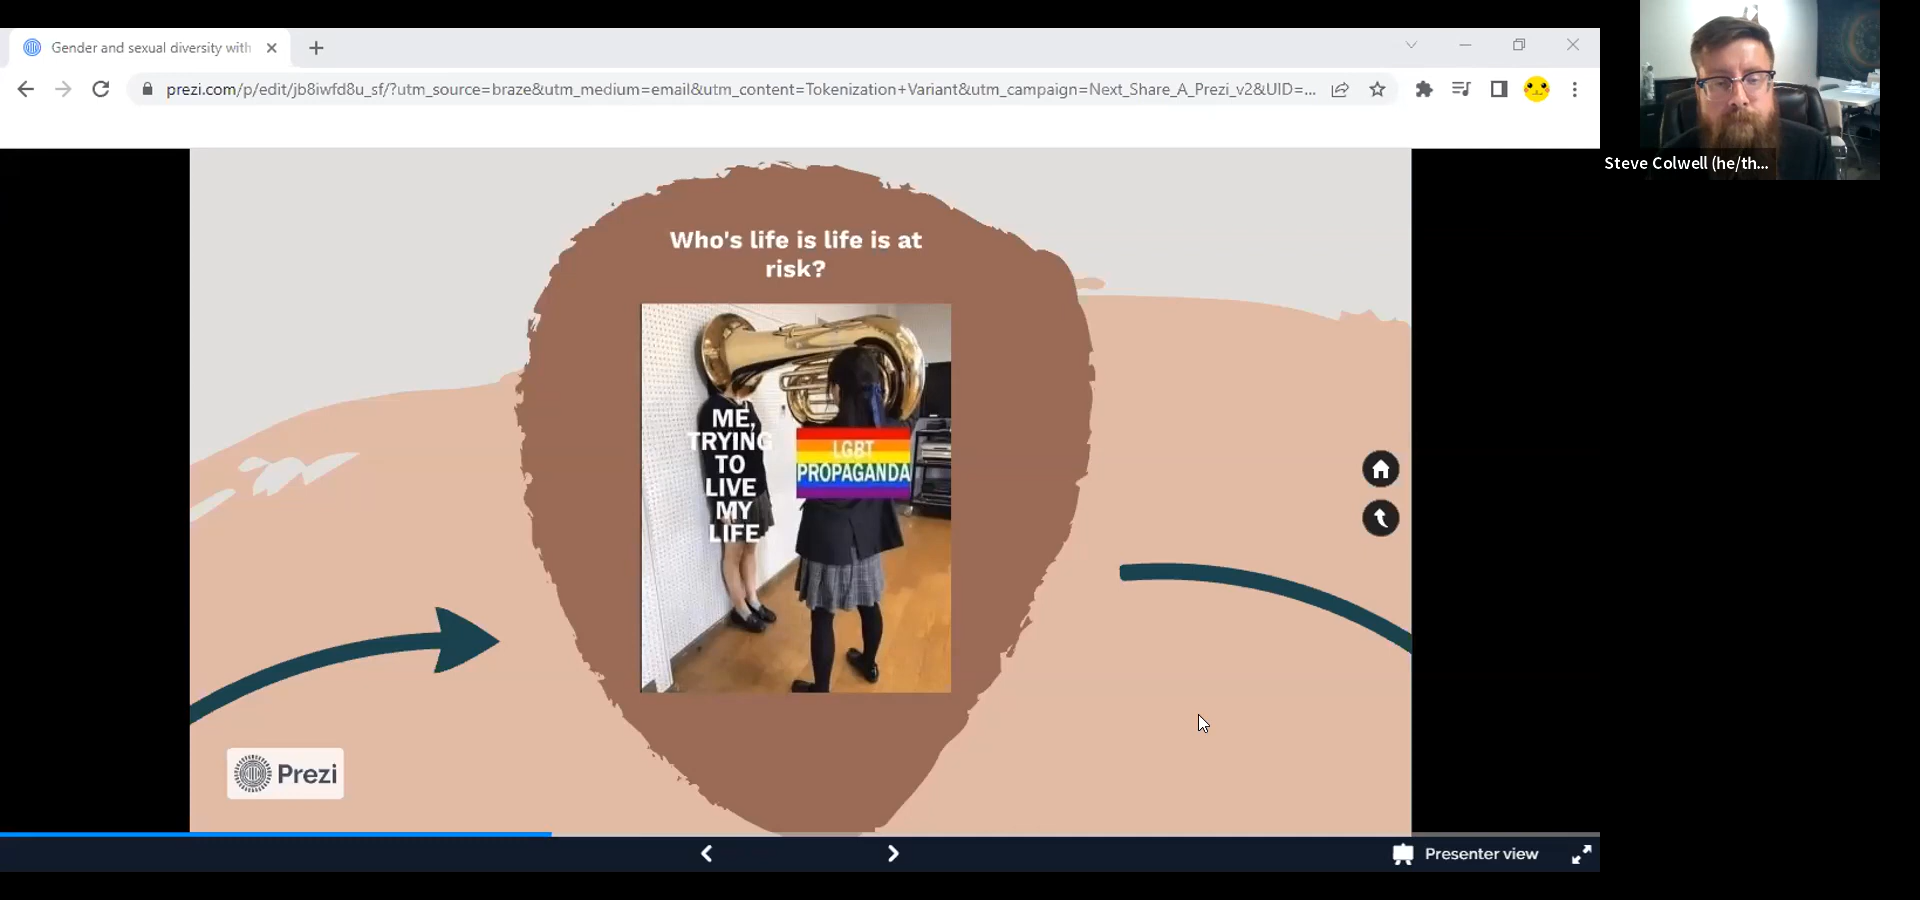 Gender and sexual diversity with
prezi.com/p/edit/jb8iwfd8u_sf/?utm_source=braze&utm_medium=email&utm_content=Tokenization+Variant&utm_campaign=Next_Share_A_Prezi_v2&UID=...
Steve Colwell (he/th...
Who's life is life is at
risk?
ME,
TRYING
TO
LIVE
MY
LIFE
LGBT
PROPAGANDA
Prezi
Presenter view